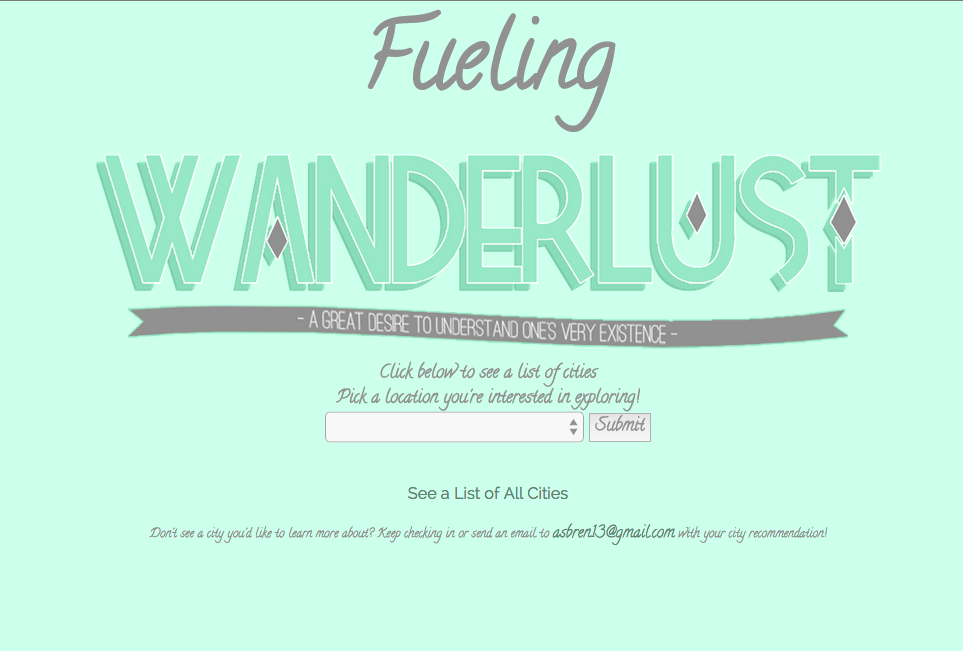 Fueling
WANDERLUST
- A GREAT DESIRE TO UNDERSTAND ONE'S VERY EXISTENCE -
Click below to see a list of cities
Pick a location you're interested in exploring!
Submit
See a List of All Cities
Don't see a city you'd like to learn more about? Keep checking in or send an email to asbren13@gmail.com with your city recommendation!